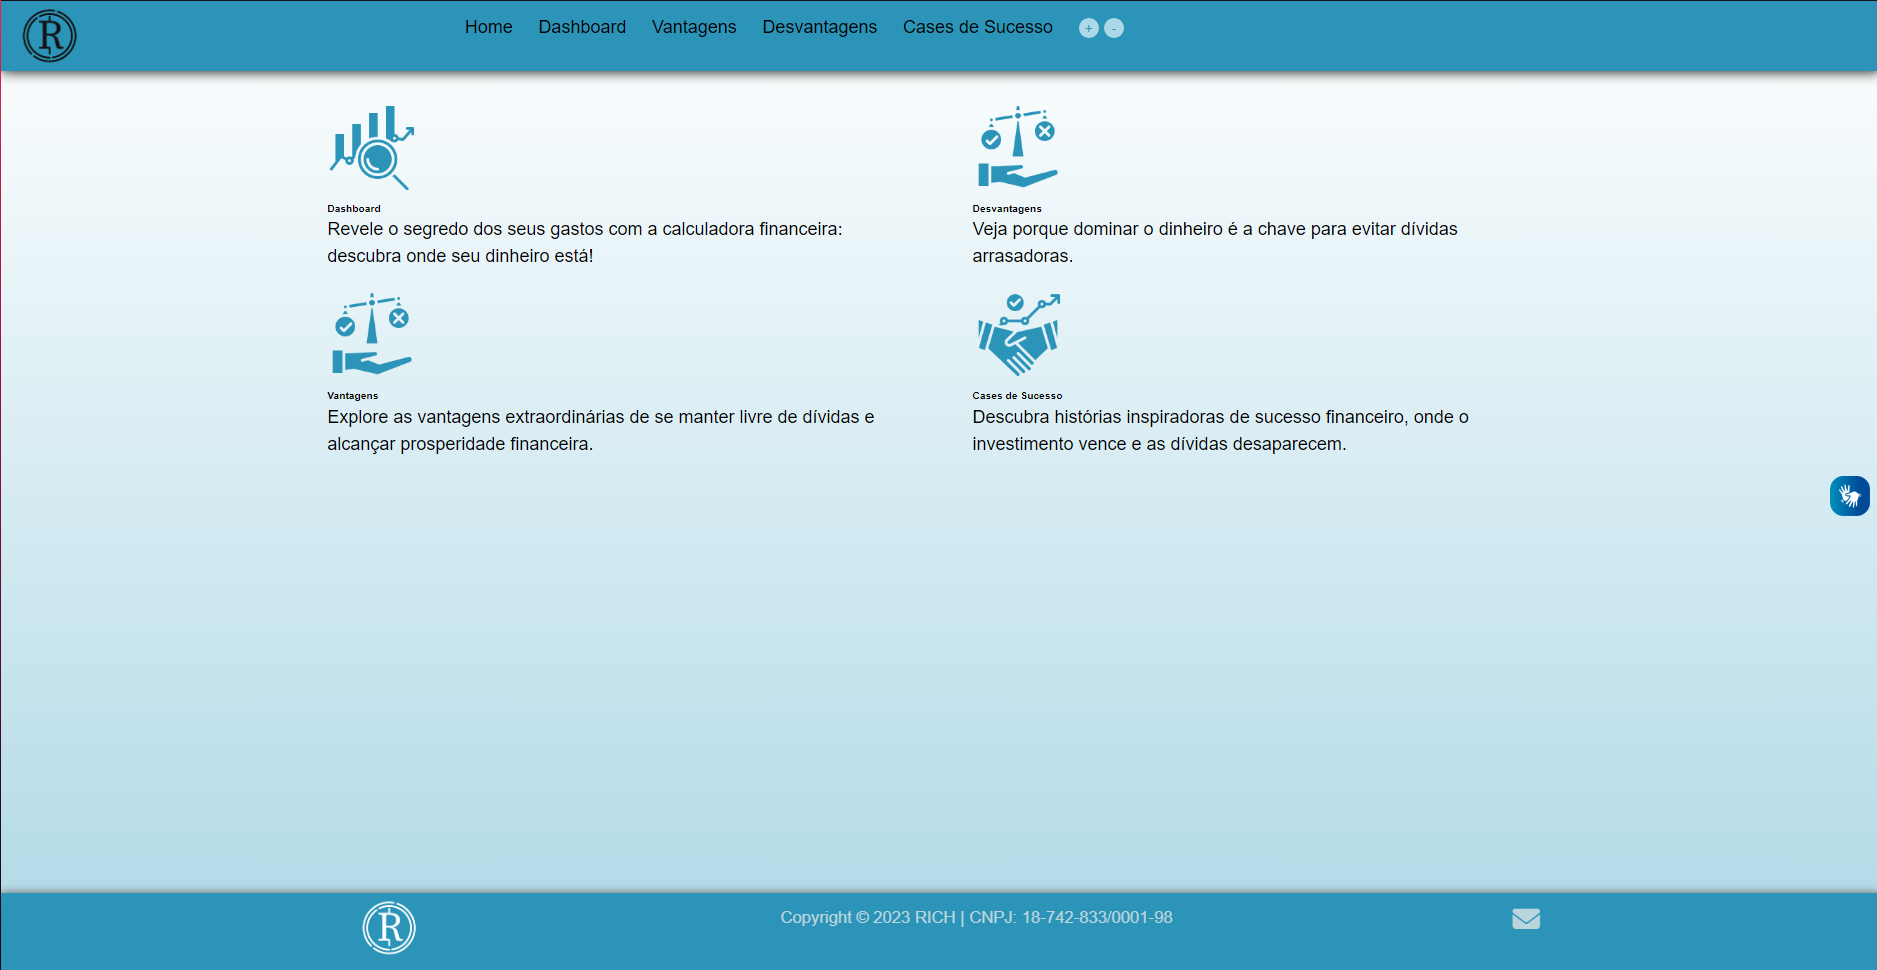 R
Home Dashboard Vantagens Desvantagens Cases de Sucesso + -
Dashboard
Revele o segredo dos seus gastos com a calculadora financeira:
descubra onde seu dinheiro está!
Desvantagens
Veja porque dominar o dinheiro é a chave para evitar dívidas
arrasadoras.
Vantagens
Explore as vantagens extraordinárias de se manter livre de dívidas e
alcançar prosperidade financeira.
Cases de Sucesso
Descubra histórias inspiradoras de sucesso financeiro, onde o
investimento vence e as dívidas desaparecem.
R
Copyright © 2023 RICH | CNPJ: 18-742-833/0001-98